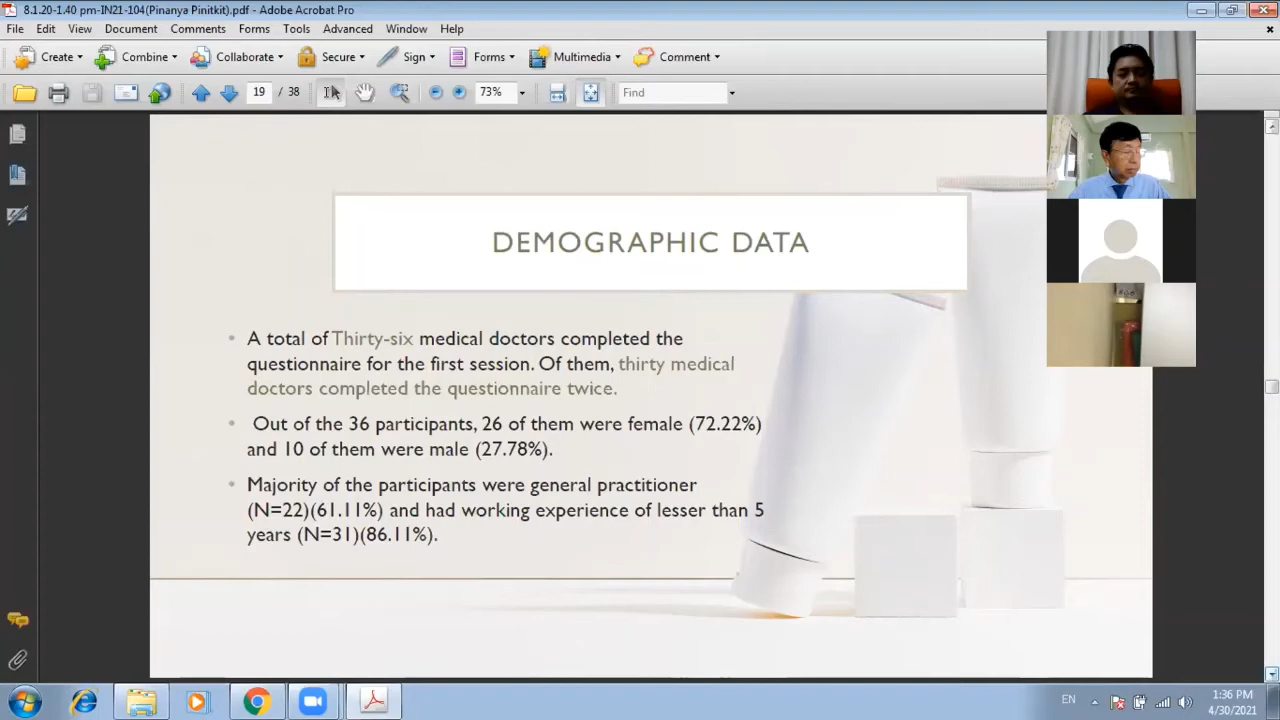 8.1.20-1.40 pm-IN21-104(Pinanya Pinitkit).pdf - Adobe Acrobat Pro
File Edit View Document Comments Forms Tools Advanced Window Help
Create Combine Collaborate Secure Sign Forms Multimedia Comment
19 / 38 73% Find
DEMOGRAPHIC DATA
• A total of Thirty-six medical doctors completed the
questionnaire for the first session. Of them, thirty medical
doctors completed the questionnaire twice.
• Out of the 36 participants, 26 of them were female (72.22%)
and 10 of them were male (27.78%).
• Majority of the participants were general practitioner
(N=22)(61.11%) and had working experience of lesser than 5
years (N=31)(86.11%).
EN
1:36 PM
4/30/2021